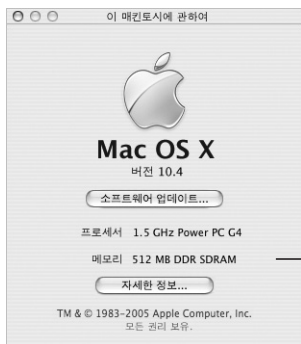 이 매킨토시에 관하여
Mac OS X
버전 10.4
소프트웨어 업데이트...
프로세서 1.5 GHz Power PC G4
메모리 512 MB DDR SDRAM
자세한 정보...
TM & © 1983-2005 Apple Computer, Inc.
모든 권리 보유.